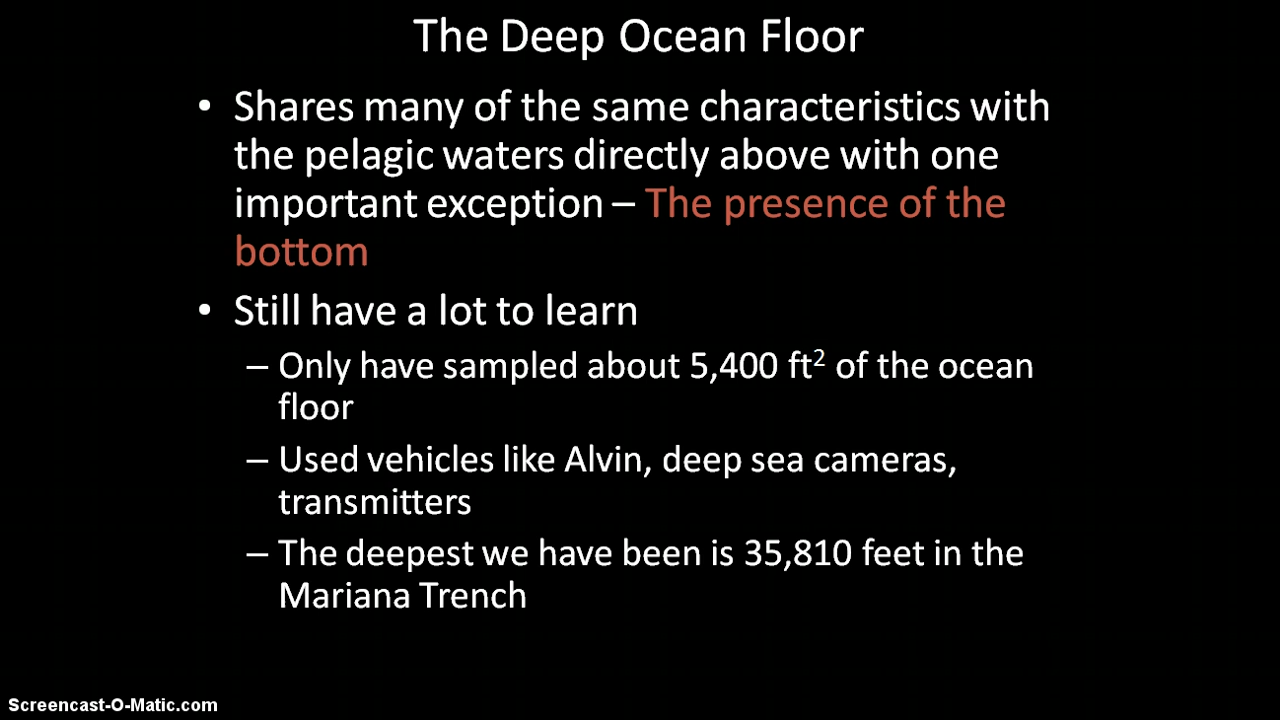 The Deep Ocean Floor
• Shares many of the same characteristics with
the pelagic waters directly above with one
important exception – The presence of the
bottom
• Still have a lot to learn
– Only have sampled about 5,400 ft² of the ocean
floor
– Used vehicles like Alvin, deep sea cameras,
transmitters
– The deepest we have been is 35,810 feet in the
Mariana Trench
Screencast-O-Matic.com